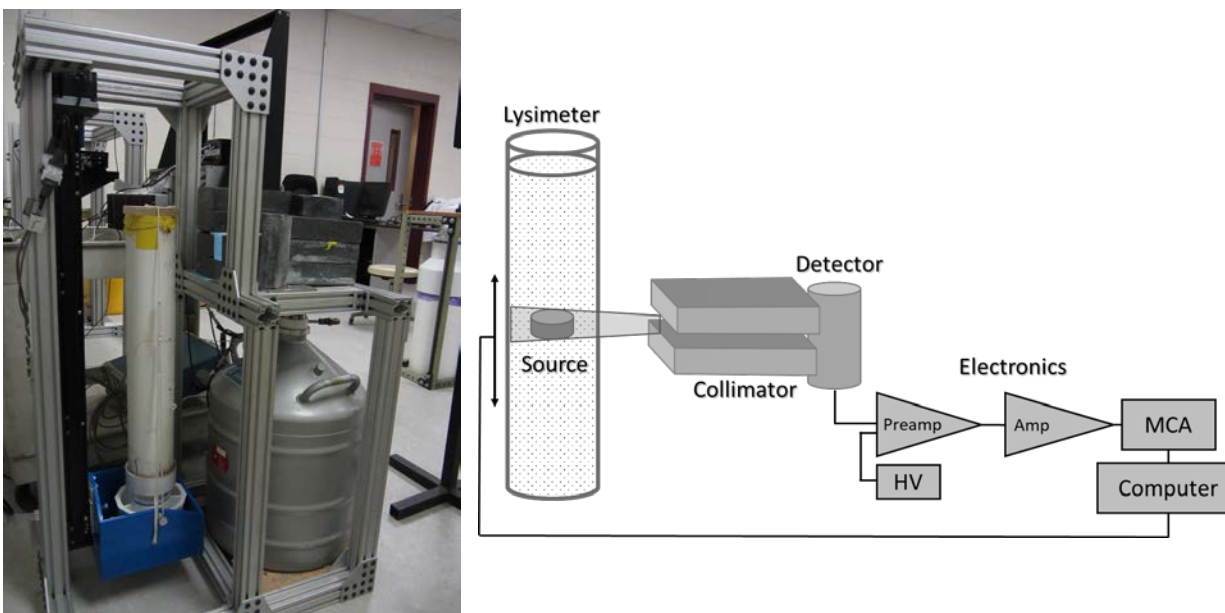 Lysimeter
Detector
Source
Collimator
Electronics
Preamp
Amp
MCA
HV
Computer